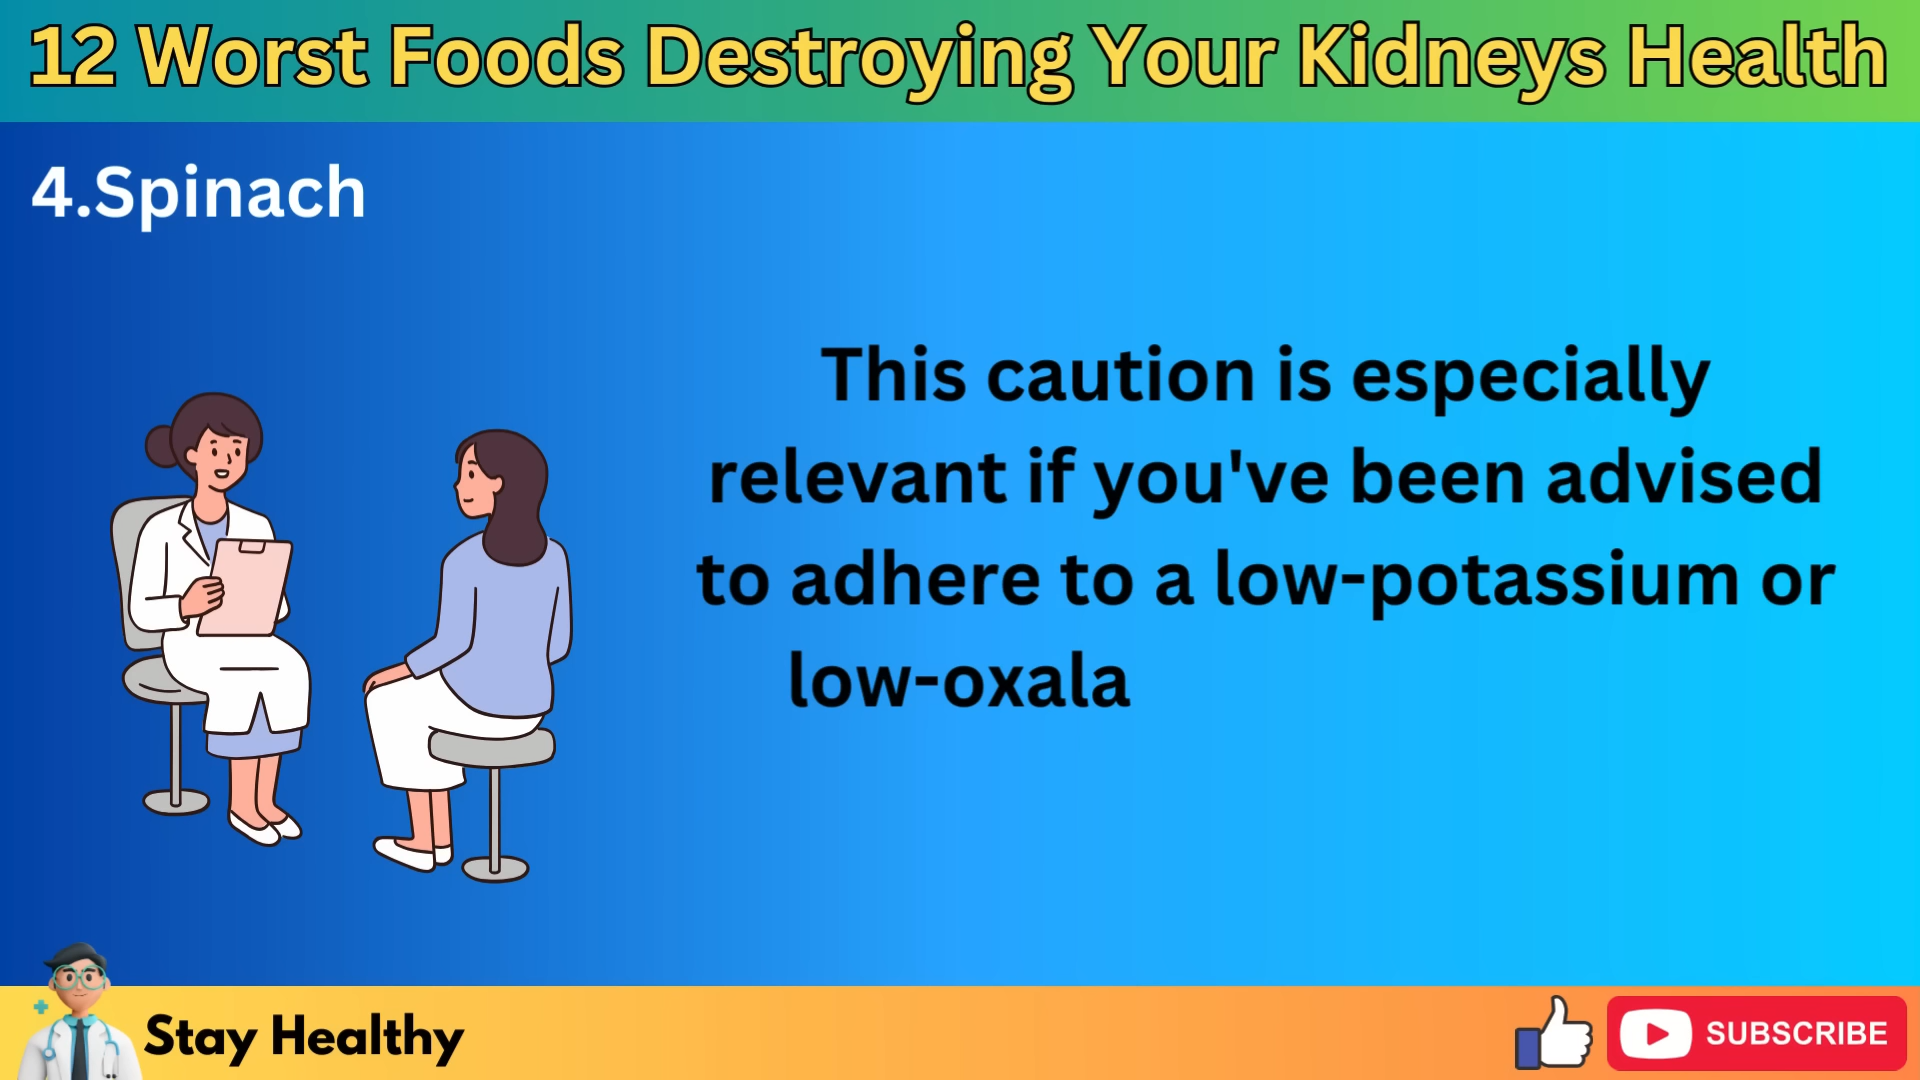 12 Worst Foods Destroying Your Kidneys Health
4.Spinach
This caution is especially
relevant if you've been advised
to adhere to a low-potassium or
low-oxala
Stay Healthy
SUBSCRIBE